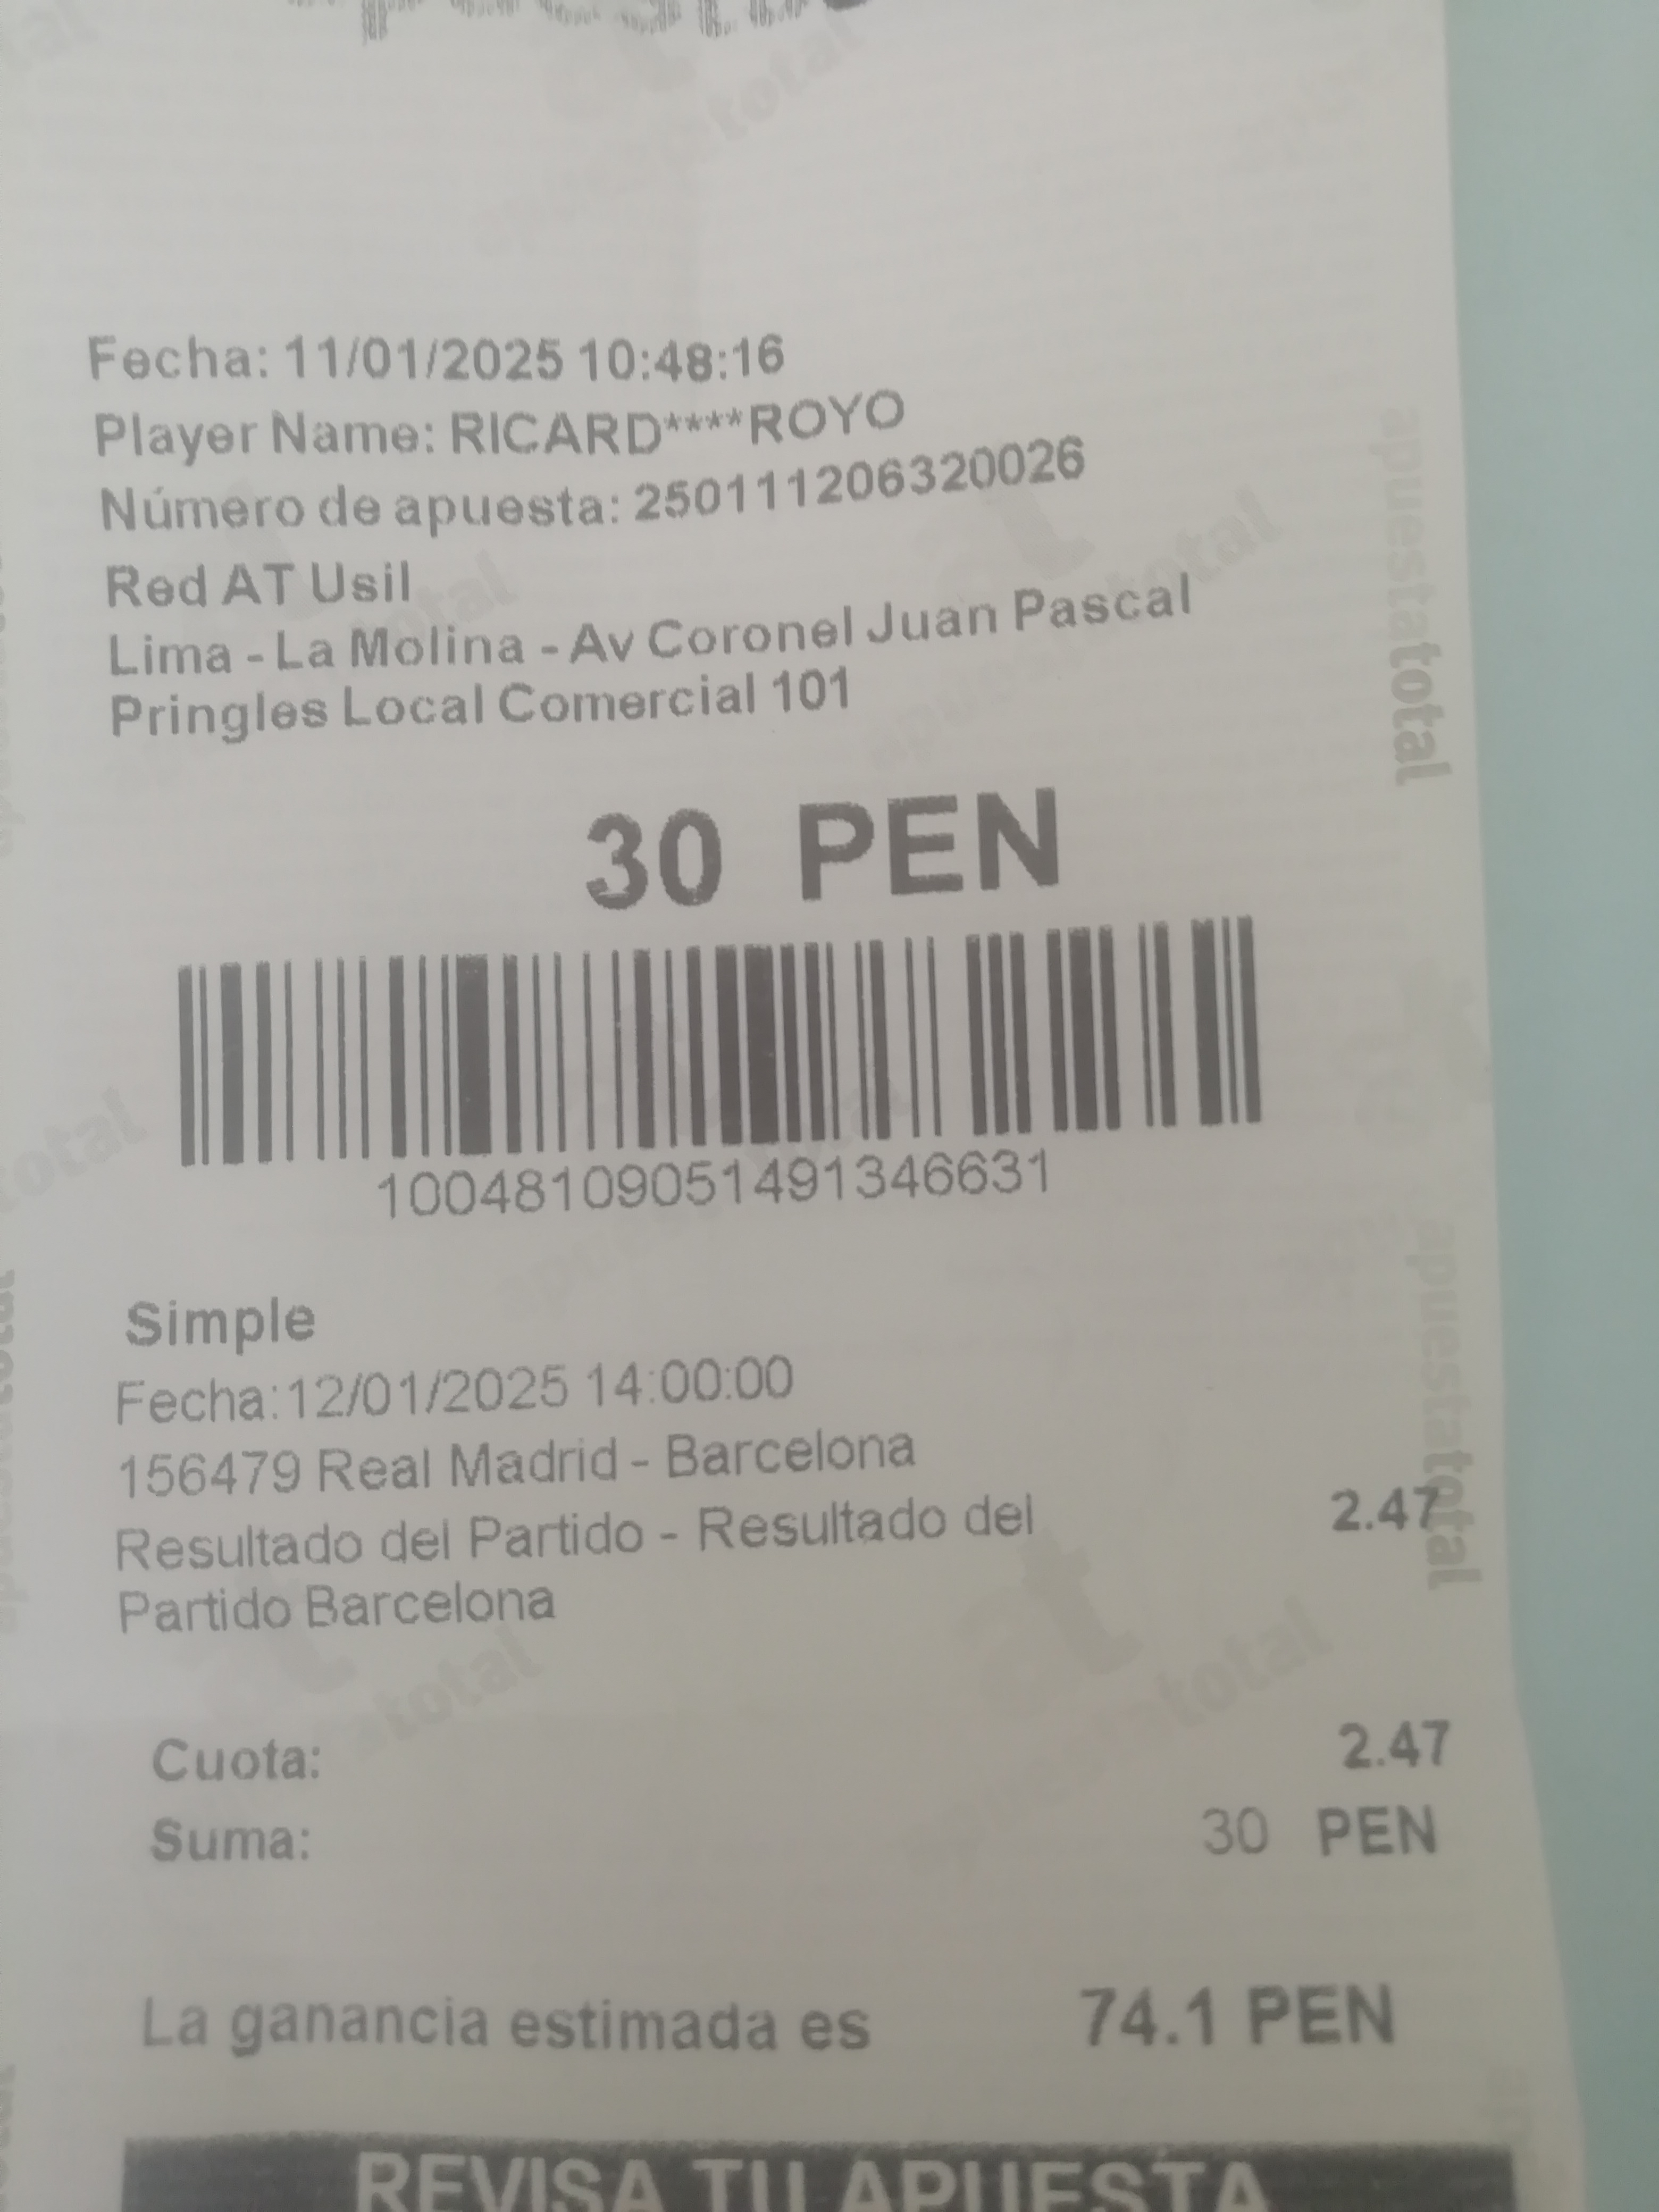 Fecha: 11/01/2025 10:48:16
Player Name: RICARD****ROYO
Número de apuesta: 250111206320026
Red AT Usil
Lima - La Molina - Av Coronel Juan Pascal
Pringles Local Comercial 101
apuestatotal
30 PEN
10048109051491346631
Simple
Fecha:12/01/2025 14:00:00
156479 Real Madrid - Barcelona
Resultado del Partido - Resultado del 2.47
Partido Barcelona
apuestatotal
Cuota: 2.47
Suma: 30 PEN
La ganancia estimada es 74.1 PEN
REVISA TU APUESTA